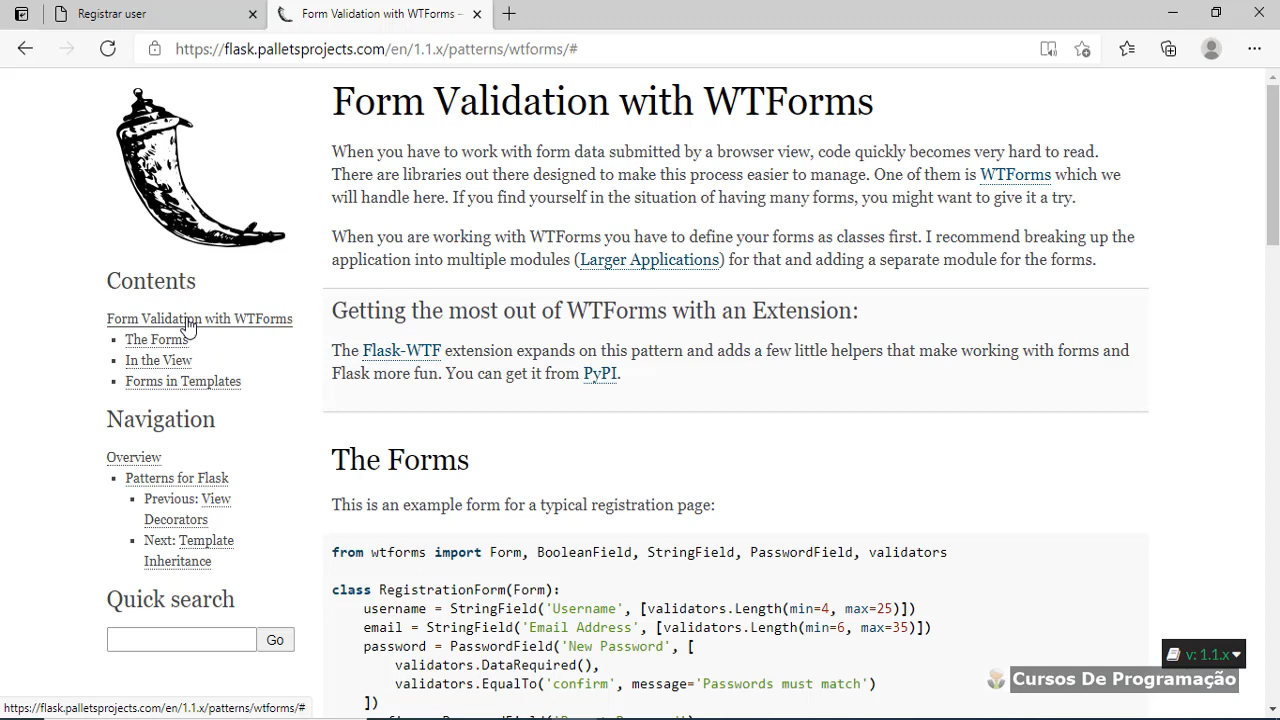 Registrar user
Form Validation with WTForms –
https://flask.palletsprojects.com/en/1.1.x/patterns/wtforms/#
Contents
Form Validation with WTForms
The Forms
In the View
Forms in Templates
Navigation
Overview
Patterns for Flask
Previous: View
Decorators
Next: Template
Inheritance
Quick search
Go
Form Validation with WTForms
When you have to work with form data submitted by a browser view, code quickly becomes very hard to read.
There are libraries out there designed to make this process easier to manage. One of them is WTForms which we
will handle here. If you find yourself in the situation of having many forms, you might want to give it a try.
When you are working with WTForms you have to define your forms as classes first. I recommend breaking up the
application into multiple modules (Larger Applications) for that and adding a separate module for the forms.
Getting the most out of WTForms with an Extension:
The Flask-WTF extension expands on this pattern and adds a few little helpers that make working with forms and
Flask more fun. You can get it from PyPI.
The Forms
This is an example form for a typical registration page:
from wtforms import Form, BooleanField, StringField, PasswordField, validators
class RegistrationForm(Form):
username = StringField('Username', [validators.Length(min=4, max=25)])
email = StringField('Email Address', [validators.Length(min=6, max=35)])
password = PasswordField('New Password', [
validators.DataRequired(),
validators.EqualTo('confirm', message='Passwords must match')
])
v: 1.1.x
Cursos De Programação
https://flask.palletsprojects.com/en/1.1.x/patterns/wtforms/#